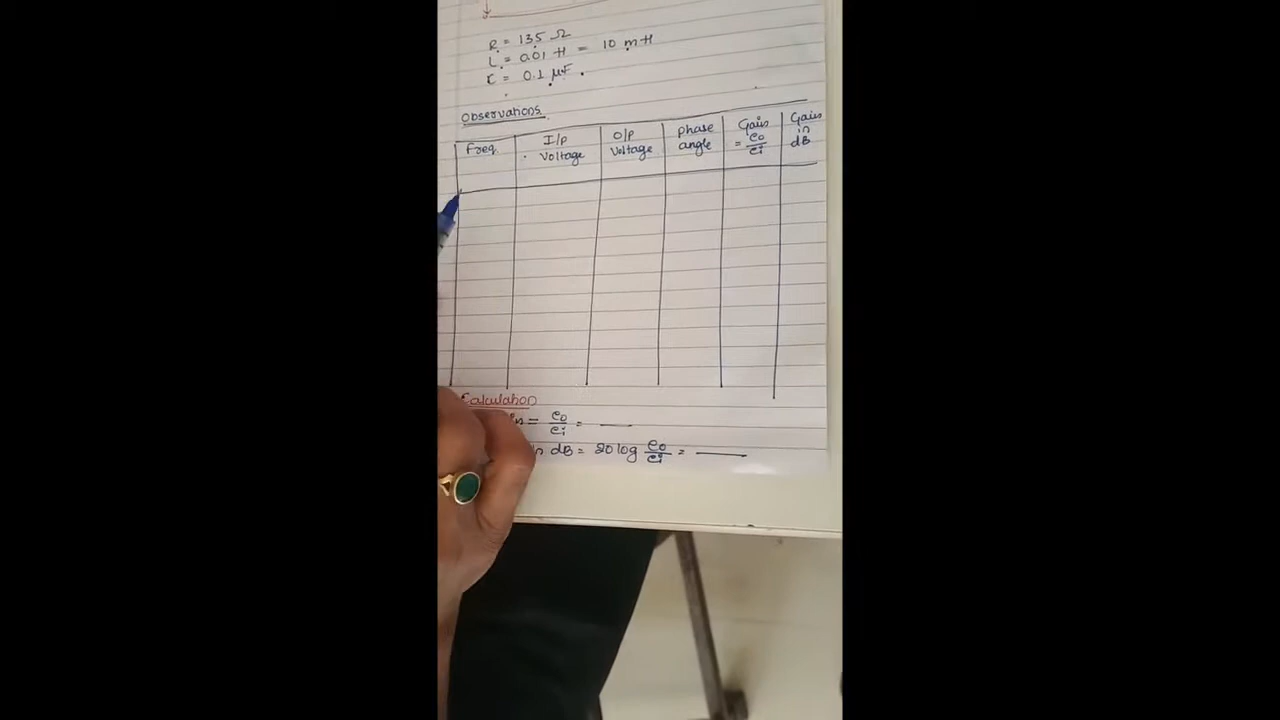 R = 135 Ω
L = 0.01 H = 10 mH
C = 0.1 μF
Observations
Freq. I/p Voltage O/p Voltage Phase angle Gain = eo/ei Gain in dB
Calculation
= eo/ei =
dB = 20 log eo/ei =